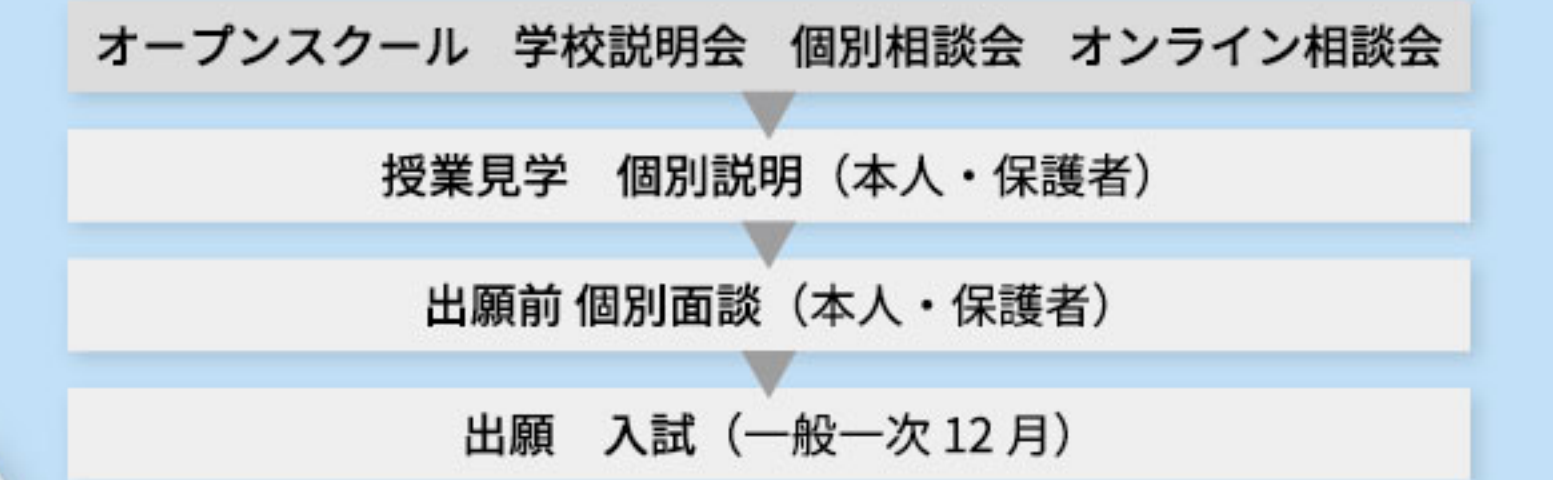 オープンスクール　学校説明会　個別相談会　オンライン相談会
授業見学　個別説明（本人・保護者）
出願前 個別面談（本人・保護者）
出願　入試（一般一次 12 月）